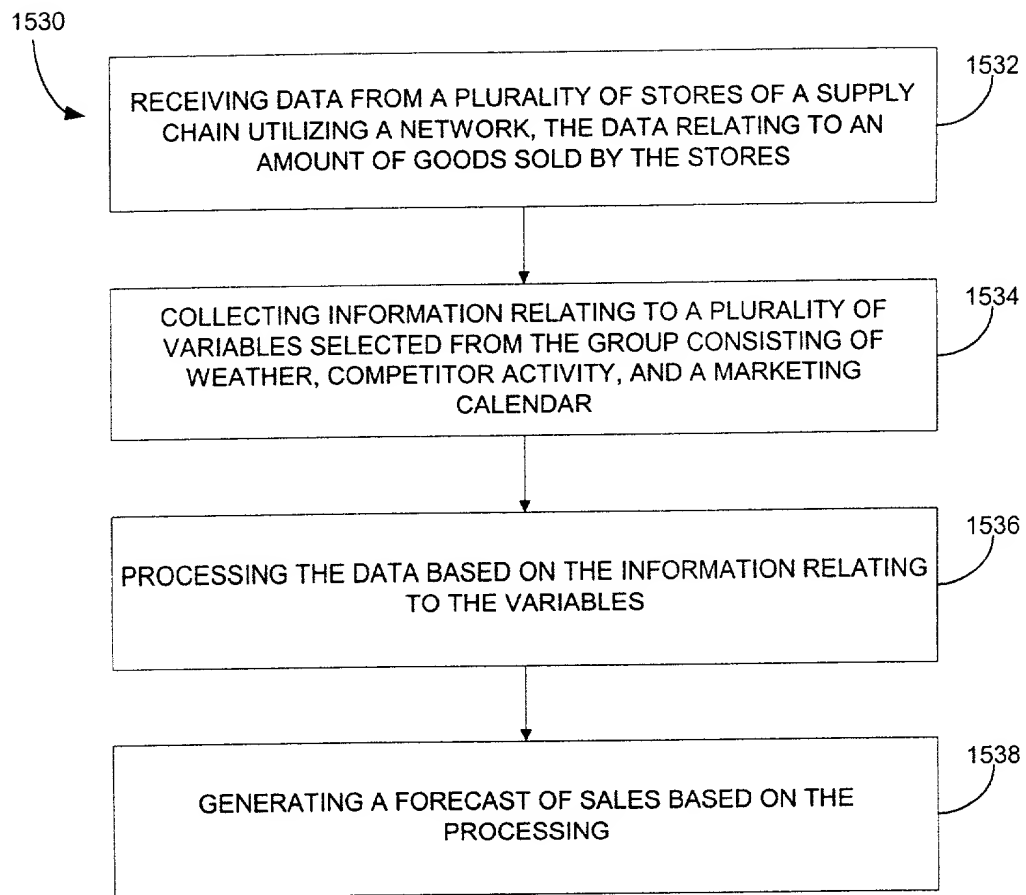 1530
1532
RECEIVING DATA FROM A PLURALITY OF STORES OF A SUPPLY
CHAIN UTILIZING A NETWORK, THE DATA RELATING TO AN
AMOUNT OF GOODS SOLD BY THE STORES
1534
COLLECTING INFORMATION RELATING TO A PLURALITY OF
VARIABLES SELECTED FROM THE GROUP CONSISTING OF
WEATHER, COMPETITOR ACTIVITY, AND A MARKETING
CALENDAR
1536
PROCESSING THE DATA BASED ON THE INFORMATION RELATING
TO THE VARIABLES
1538
GENERATING A FORECAST OF SALES BASED ON THE
PROCESSING